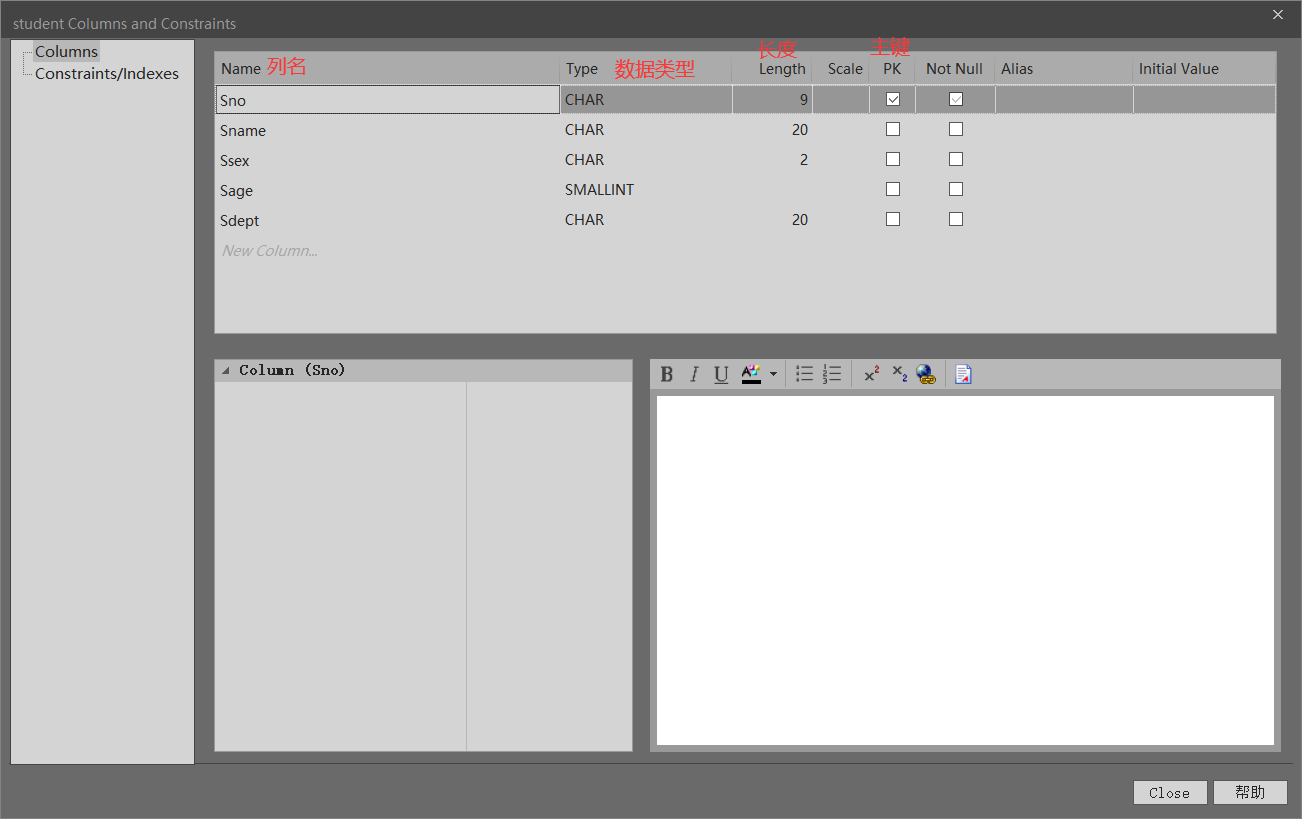 student Columns and Constraints
Columns
Constraints/Indexes
长度 主键
Name 列名 Type 数据类型 Length Scale PK Not Null Alias Initial Value
Sno CHAR 9
Sname CHAR 20
Ssex CHAR 2
Sage SMALLINT
Sdept CHAR 20
New Column...
Column (Sno)
Close 帮助